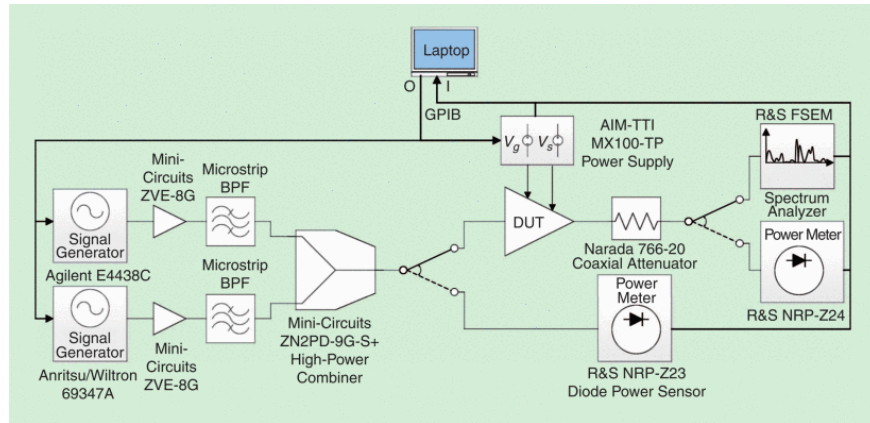 Laptop
O
I
GPIB
AIM-TTI
MX100-TP
Power Supply
Vg
Vs
R&S FSEM
Spectrum
Analyzer
Mini-
Circuits
ZVE-8G
Microstrip
BPF
Signal
Generator
Agilent E4438C
DUT
Narada 766-20
Coaxial Attenuator
Power Meter
R&S NRP-Z24
Microstrip
BPF
Signal
Generator
Anritsu/Wiltron
69347A
Mini-
Circuits
ZVE-8G
Mini-Circuits
ZN2PD-9G-S+
High-Power
Combiner
Power
Meter
R&S NRP-Z23
Diode Power Sensor